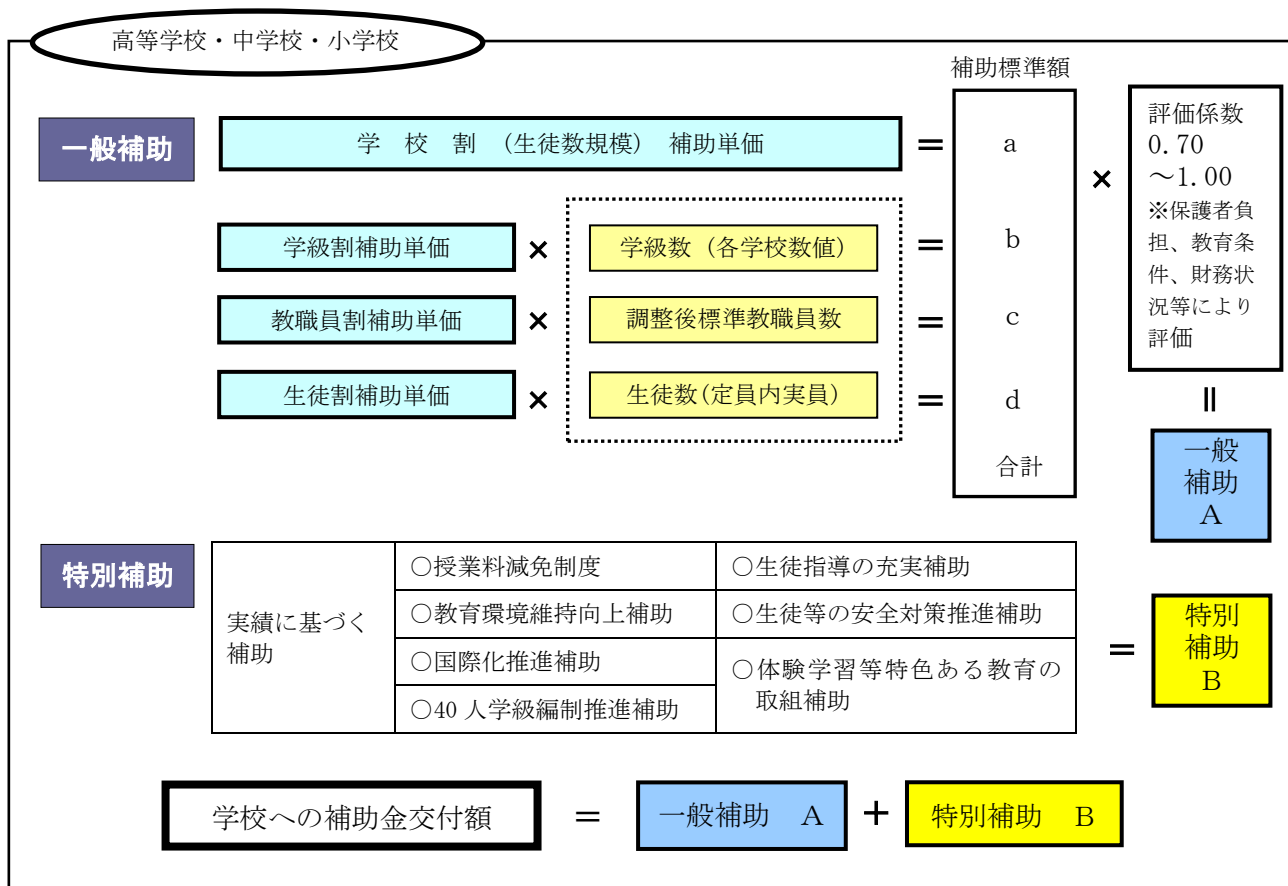 高等学校・中学校・小学校
補助標準額
一般補助
学 校 割 (生徒数規模) 補助単価
＝
a
×
評価係数
0.70
～1.00
※保護者負
担、教育条
件、財務状
況等により
評価
学級割補助単価
×
学級数（各学校数値）
＝
b
教職員割補助単価
×
調整後標準教職員数
＝
c
生徒割補助単価
×
生徒数(定員内実員)
＝
d
合計
＝
一般
補助
A
特別補助
実績に基づく
補助
○授業料減免制度
○教育環境維持向上補助
○国際化推進補助
○40 人学級編制推進補助
○生徒指導の充実補助
○生徒等の安全対策推進補助
○体験学習等特色ある教育の
取組補助
＝
特別
補助
B
学校への補助金交付額 ＝ 一般補助 A ＋ 特別補助 B